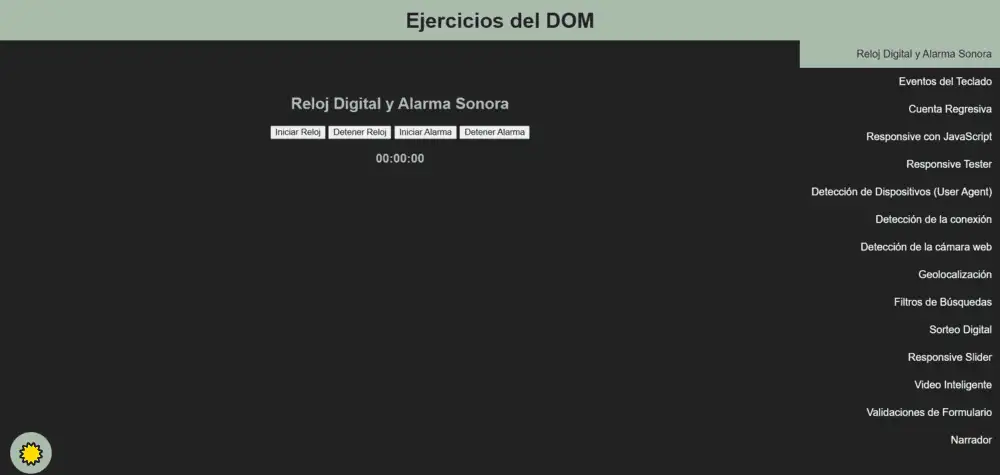 Ejercicios del DOM
Reloj Digital y Alarma Sonora
Eventos del Teclado
Cuenta Regresiva
Responsive con JavaScript
Responsive Tester
Detección de Dispositivos (User Agent)
Detección de la conexión
Detección de la cámara web
Geolocalización
Filtros de Búsquedas
Sorteo Digital
Responsive Slider
Video Inteligente
Validaciones de Formulario
Narrador
Reloj Digital y Alarma Sonora
Iniciar Reloj Detener Reloj Iniciar Alarma Detener Alarma
00:00:00